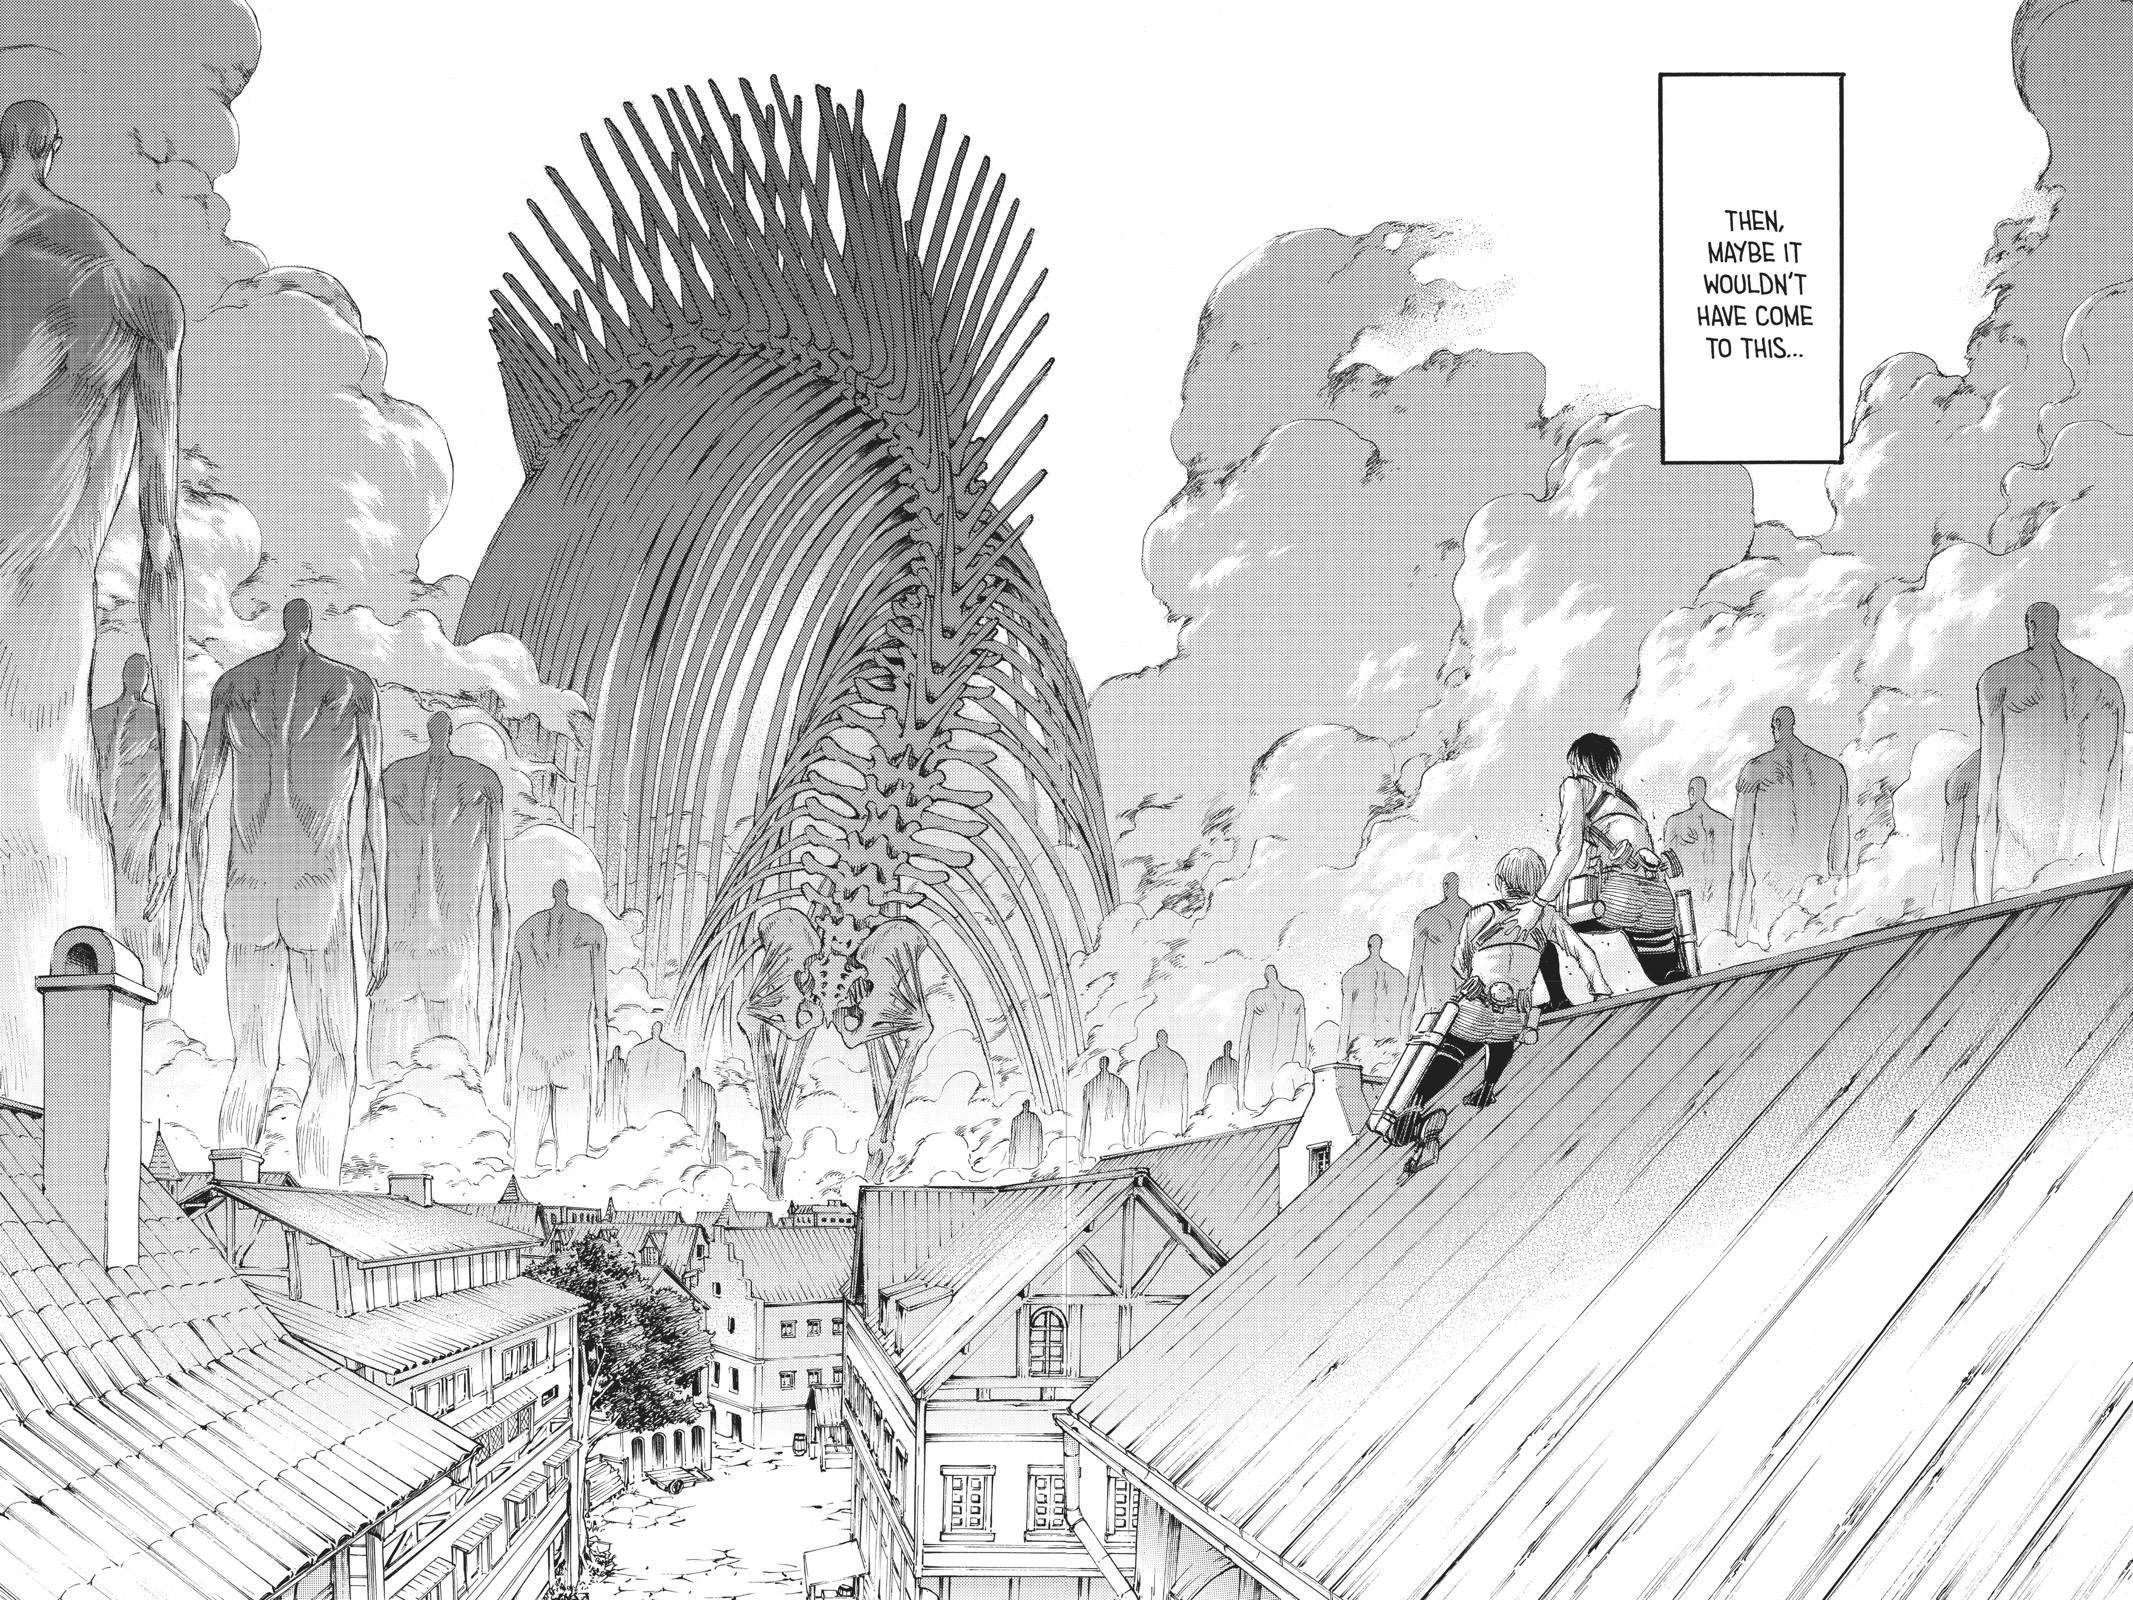 THEN,
MAYBE IT
WOULDN'T
HAVE COME
TO THIS...